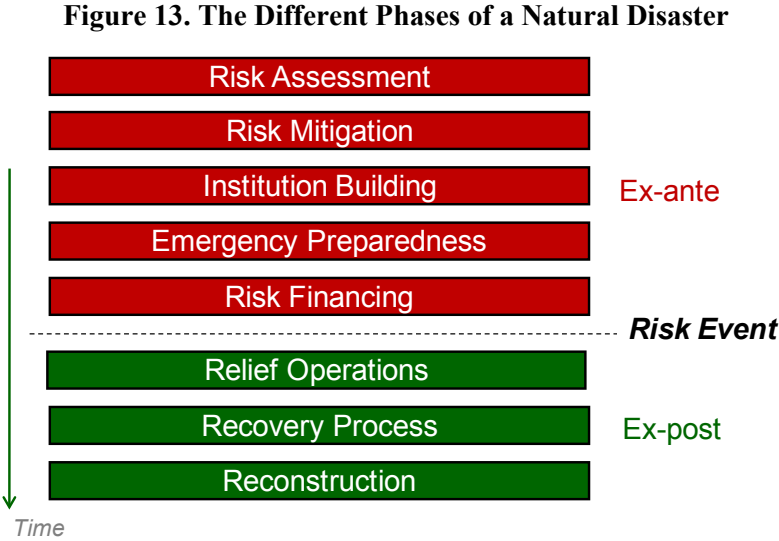 Figure 13. The Different Phases of a Natural Disaster
Risk Assessment
Risk Mitigation
Institution Building
Ex-ante
Emergency Preparedness
Risk Financing
Risk Event
Relief Operations
Recovery Process
Ex-post
Reconstruction
Time